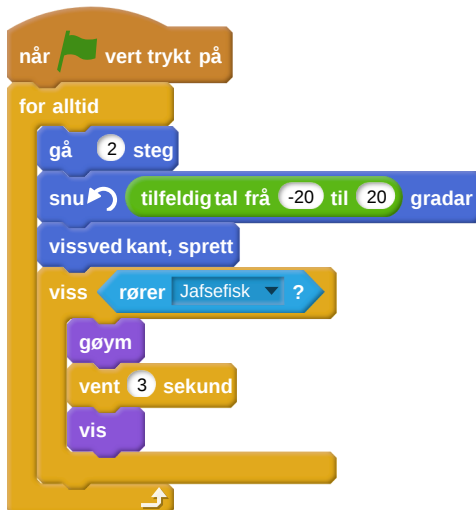 når vert trykt på
for alltid
gå 2 steg
snu tilfeldig tal frå -20 til 20 gradar
vissved kant, sprett
viss rører Jafsefisk ?
gøym
vent 3 sekund
vis